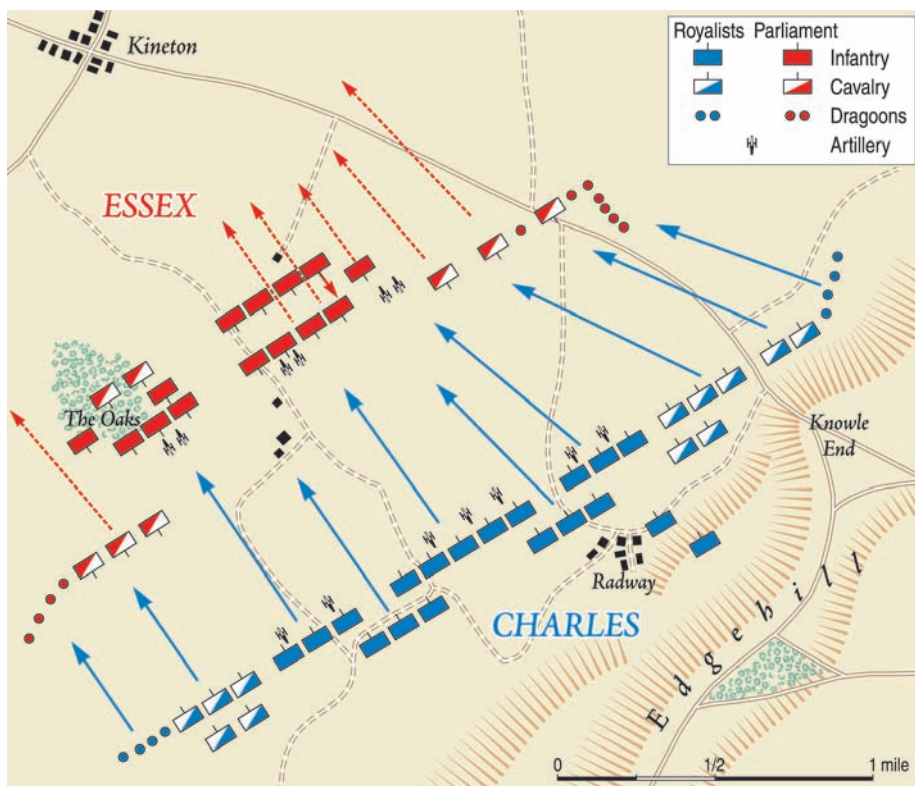 Kineton
Royalists Parliament
Infantry
Cavalry
Dragoons
Artillery
ESSEX
The Oaks
Knowle
End
Radway
CHARLES
Edgehill
0 1/2 1 mile